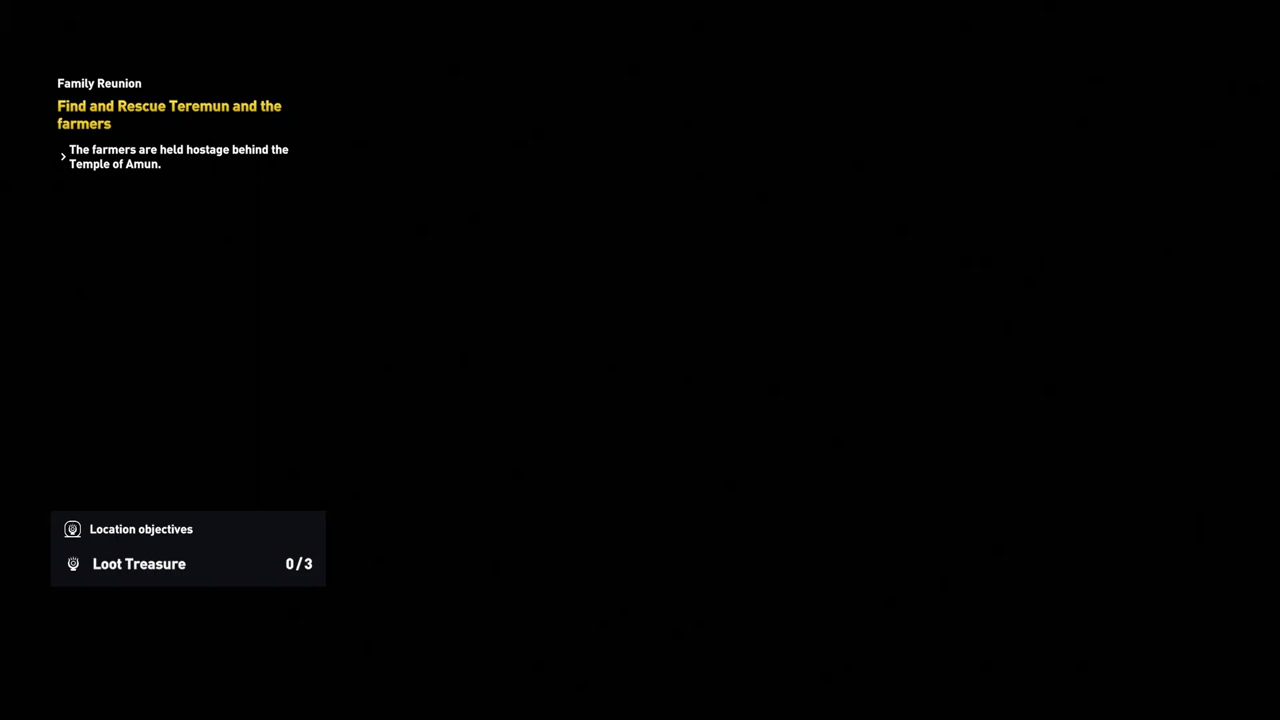 Family Reunion
Find and Rescue Teremun and the
farmers
The farmers are held hostage behind the
Temple of Amun.
Location objectives
Loot Treasure 0/3